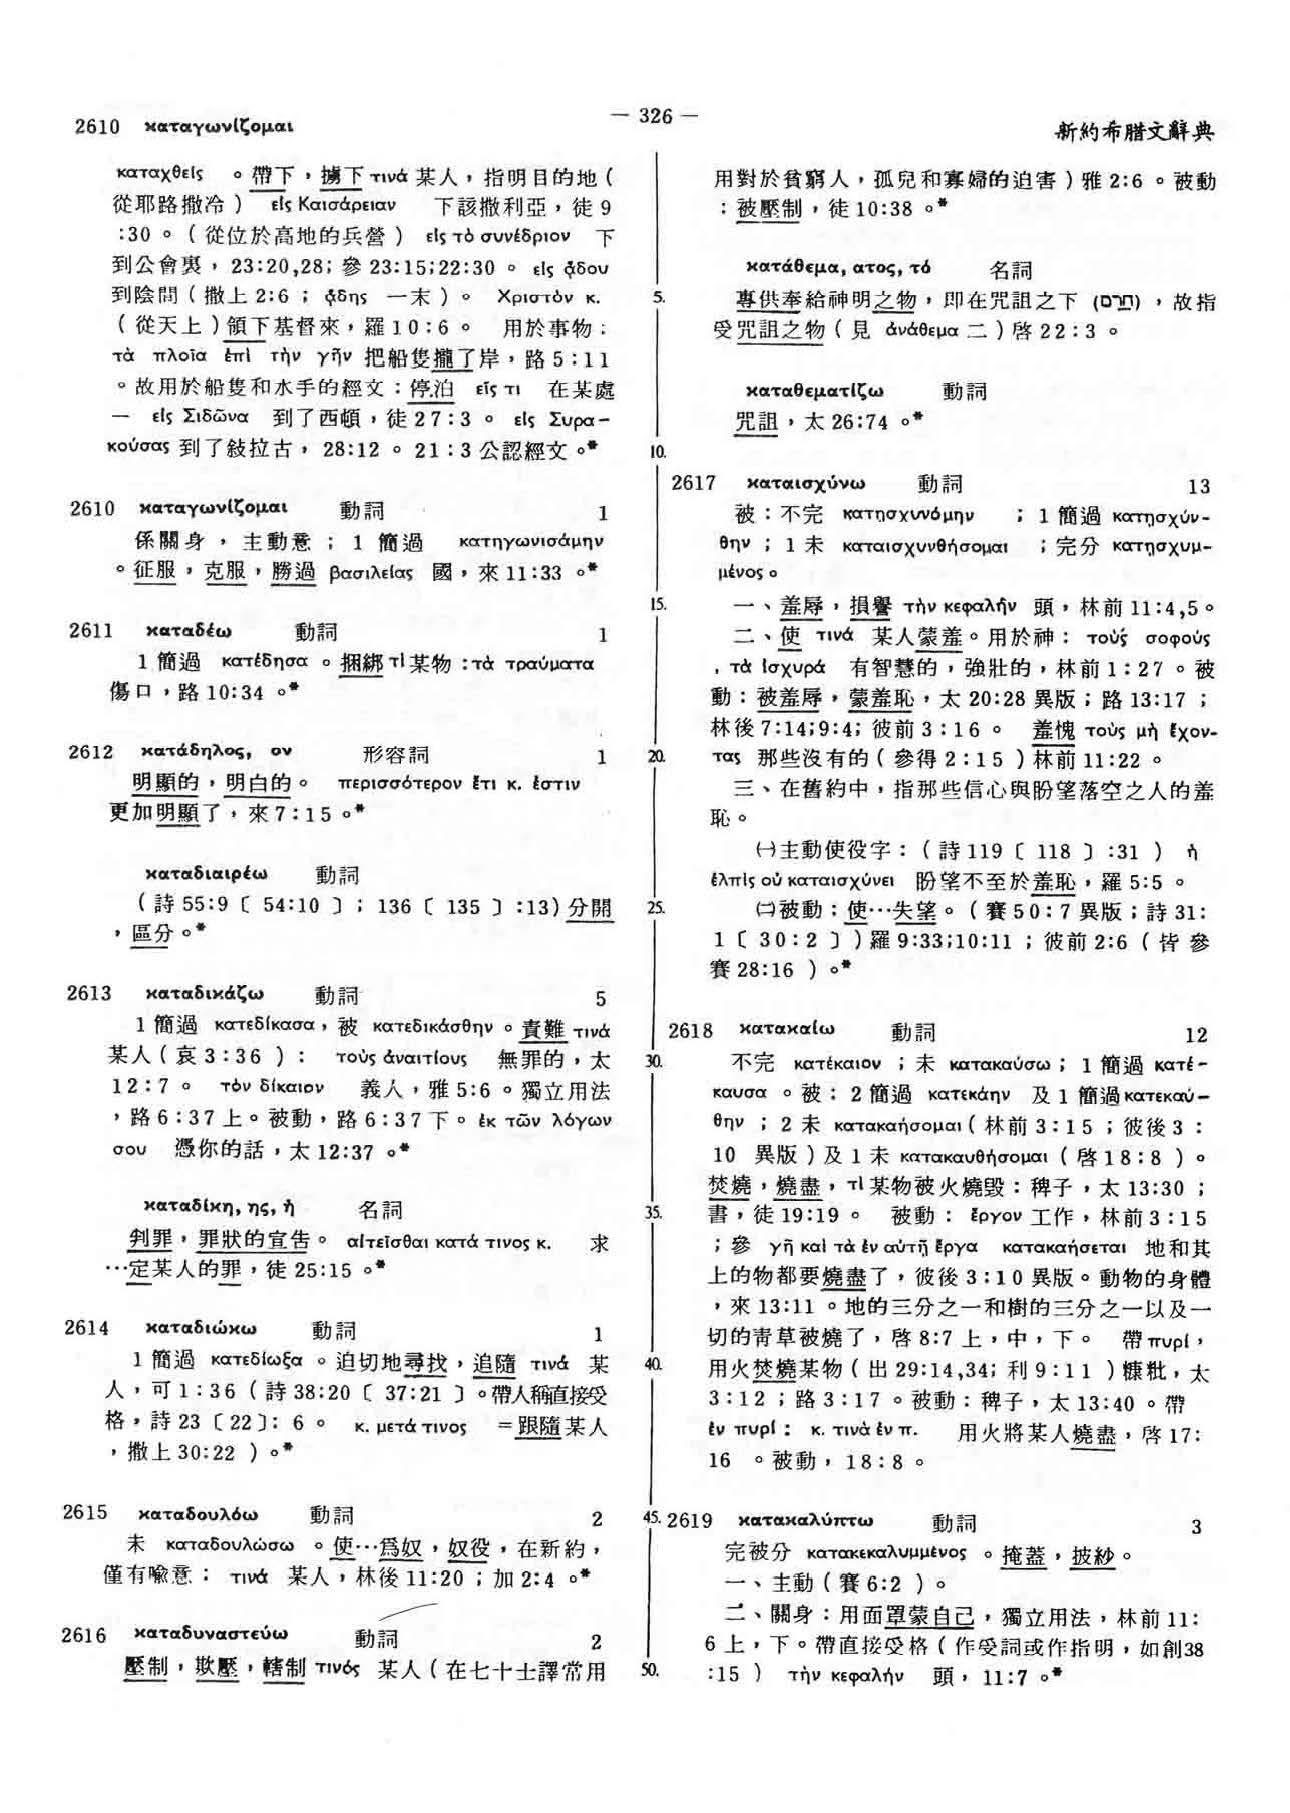 2610 καταγωνίζομαι
— 326 —
新約希腊文辭典
καταχθείς 。帶下，擄下 τινά 某人，指明目的地（
從耶路撒冷） είς Καισάρειαν 下該撒利亞，徒 9
:30 。（從位於高地的兵營） είς τὸ συνέδριον 下
到公會裏，23:20,28; 參 23:15;22:30 。 είς ᾅδου
到陰間（撒上 2:6 ； ᾅδης 一末）。 Χριστὸν κ.
（從天上）領下基督來，羅 10:6 。 用於事物：
τὰ πλοῖα ἐπὶ τὴν γῆν 把船隻攏了岸，路 5:11
。故用於船隻和水手的經文：停泊 εἴς τι 在某處
— είς Σιδῶνα 到了西頓，徒 27:3 。 είς Συρα-
κούσας 到了敍拉古，28:12 。 21:3 公認經文。*
2610 καταγωνίζομαι 動詞 1
係關身，主動意；1 簡過 κατηγωνισάμην
。征服，克服，勝過 βασιλείας 國，來 11:33 。*
2611 καταδέω 動詞 1
1 簡過 κατέδησα 。捆綁 τὶ 某物：τὰ τραύματα
傷口，路 10:34 。*
2612 κατάδηλος, ον 形容詞 1
明顯的，明白的。 περισσότερον ἔτι κ. ἐστιν
更加明顯了，來 7:15 。*
καταδιαιρέω 動詞
（詩 55:9〔54:10〕；136〔135〕:13) 分開
，區分。*
2613 καταδικάζω 動詞 5
1 簡過 κατεδίκασα，被 κατεδικάσθην 。責難 τινά
某人（哀 3:36 ）： τοὺς ἀναιτίους 無罪的，太
12:7 。 τὸν δίκαιον 義人，雅 5:6 。獨立用法
，路 6:37 上。被動，路 6:37 下。 ἐκ τῶν λόγων
σου 憑你的話，太 12:37 。*
καταδίκη, ης, ἡ 名詞
判罪，罪狀的宣告。 αἰτεῖσθαι κατά τινος κ. 求
…定某人的罪，徒 25:15 。*
2614 καταδιώκω 動詞 1
1 簡過 κατεδίωξα 。迫切地尋找，追隨 τινά 某
人，可 1:36（詩 38:20〔37:21〕。帶人稱直接受
格，詩 23〔22〕: 6 。 κ. μετά τινος ＝跟隨某人
，撒上 30:22 ）。*
2615 καταδουλόω 動詞 2
未 καταδουλώσω 。使…爲奴，奴役，在新約，
僅有喩意： τινά 某人，林後 11:20 ；加 2:4 。*
2616 καταδυναστεύω 動詞 2
壓制，欺壓，轄制 τινός 某人（在七十士譯常用
5.
10.
15.
20.
25.
30.
35.
40.
45.
50.
用對於貧窮人，孤兒和寡婦的迫害）雅 2:6 。被動
：被壓制，徒 10:38 。*
κατάθεμα, ατος, τό 名詞
專供奉給神明之物，即在咒詛之下 (חרם) ，故指
受咒詛之物（見 ἀνάθεμα 二）啓 22:3 。
καταθεματίζω 動詞
咒詛，太 26:74 。*
2617 καταισχύνω 動詞 13
被：不完 κατῃσχυνόμην ；1 簡過 κατῃσχύν-
θην ；1 未 καταισχυνθήσομαι ；完分 κατῃσχυμ-
μένος 。
一、羞辱，損譽 τὴν κεφαλήν 頭，林前 11:4,5。
二、使 τινά 某人蒙羞。用於神： τοὺς σοφούς
, τὰ ἰσχυρά 有智慧的，強壯的，林前 1:27 。被
動：被羞辱，蒙羞恥，太 20:28 異版；路 13:17 ；
林後 7:14;9:4; 彼前 3:16 。 羞愧 τοὺς μὴ ἔχον-
τας 那些沒有的（參得 2:15 ）林前 11:22 。
三、在舊約中，指那些信心與盼望落空之人的羞
恥。
㈠主動使役字：（詩 119〔118〕:31 ） ἡ
ἐλπὶς οὐ καταισχύνει 盼望不至於羞恥，羅 5:5 。
㈡被動：使…失望。（賽 50:7 異版；詩 31:
1〔30:2〕）羅 9:33;10:11 ；彼前 2:6（皆參
賽 28:16 ）。*
2618 κατακαίω 動詞 12
不完 κατέκαιον ；未 κατακαύσω ；1 簡過 κατέ-
καυσα 。被：2 簡過 κατεκάην 及 1 簡過 κατεκαύ-
θην ；2 未 κατακαήσομαι（林前 3:15 ；彼後 3:
10 異版）及 1 未 κατακαυθήσομαι（啓 18:8 ）。
焚燒，燒盡，τὶ 某物被火燒毀：稗子，太 13:30 ；
書，徒 19:19 。 被動： ἔργον 工作，林前 3:15
；參 γῆ καὶ τὰ ἐν αὐτῇ ἔργα κατακαήσεται 地和其
上的物都要燒盡了，彼後 3:10 異版。動物的身體
，來 13:11 。地的三分之一和樹的三分之一以及一
切的青草被燒了，啓 8:7 上，中，下。 帶 πυρί，
用火焚燒某物（出 29:14,34; 利 9:11 ）糠粃，太
3:12 ；路 3:17 。被動：稗子，太 13:40 。帶
ἐν πυρί： κ. τινὰ ἐν π. 用火將某人燒盡，啓 17:
16 。被動，18:8 。
2619 κατακαλύπτω 動詞 3
完被分 κατακεκαλυμμένος 。掩蓋，披紗。
一、主動（賽 6:2 ）。
二、關身：用面罩蒙自己，獨立用法，林前 11:
6 上，下。帶直接受格（作受詞或作指明，如創38
:15 ） τὴν κεφαλήν 頭，11:7 。*